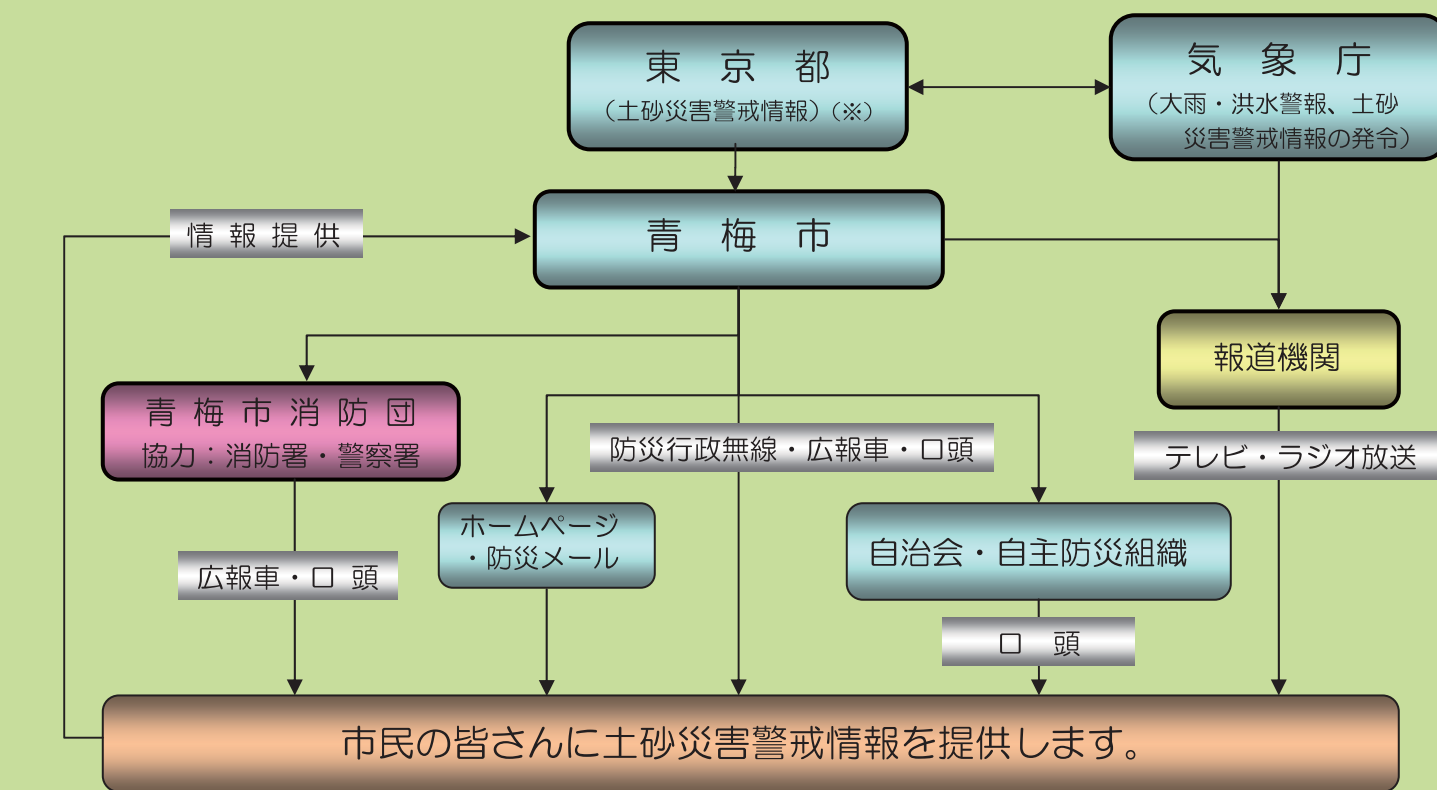 東京都
（土砂災害警戒情報）（※）
気象庁
（大雨・洪水警報、土砂
災害警戒情報の発令）
情報提供
青梅市
報道機関
青梅市消防団
協力：消防署・警察署
防災行政無線・広報車・口頭
テレビ・ラジオ放送
ホームページ
・防災メール
自治会・自主防災組織
広報車・口頭
口頭
市民の皆さんに土砂災害警戒情報を提供します。